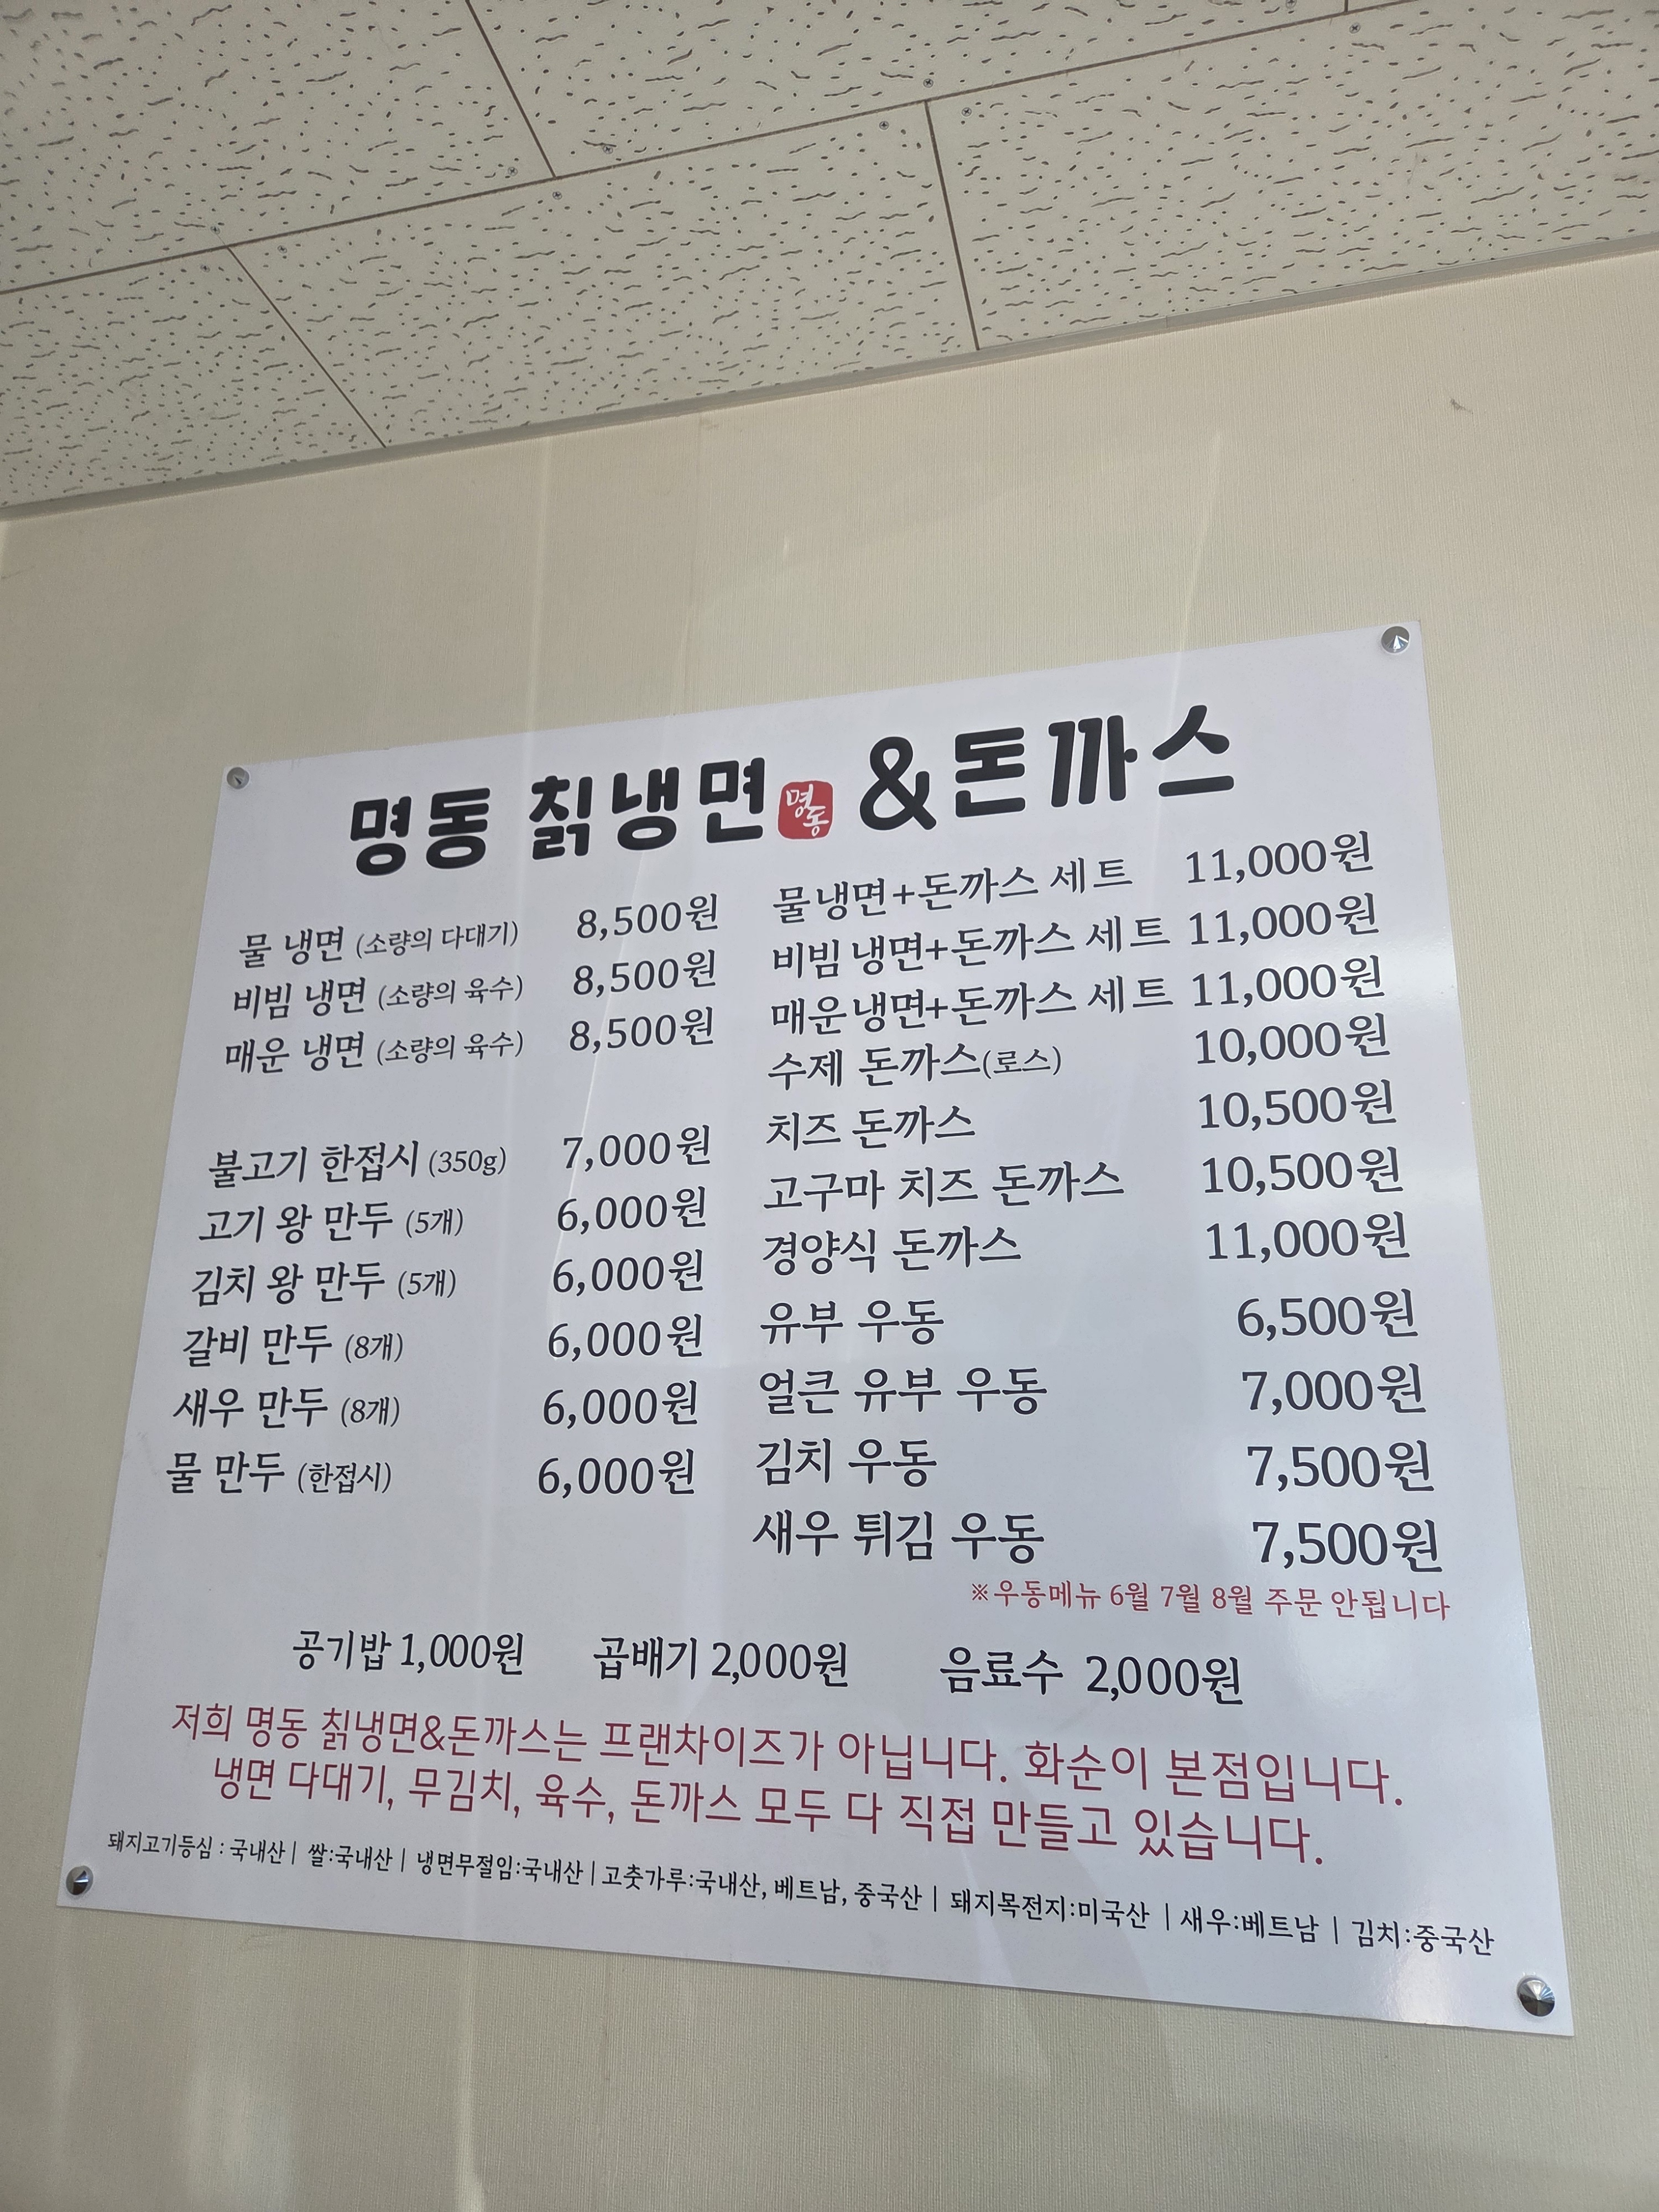 명동 칡냉면 명동 &돈까스
물 냉면 (소량의 다대기) 8,500원
비빔 냉면 (소량의 육수) 8,500원
매운 냉면 (소량의 육수) 8,500원
불고기 한접시 (350g) 7,000원
고기 왕 만두 (5개) 6,000원
김치 왕 만두 (5개) 6,000원
갈비 만두 (8개) 6,000원
새우 만두 (8개) 6,000원
물 만두 (한접시) 6,000원
물냉면+돈까스 세트 11,000원
비빔냉면+돈까스 세트 11,000원
매운냉면+돈까스 세트 11,000원
수제 돈까스(로스) 10,000원
치즈 돈까스 10,500원
고구마 치즈 돈까스 10,500원
경양식 돈까스 11,000원
유부 우동 6,500원
얼큰 유부 우동 7,000원
김치 우동 7,500원
새우 튀김 우동 7,500원
※우동메뉴 6월 7월 8월 주문 안됩니다
공기밥 1,000원 곱배기 2,000원 음료수 2,000원
저희 명동 칡냉면&돈까스는 프랜차이즈가 아닙니다. 화순이 본점입니다.
냉면 다대기, 무김치, 육수, 돈까스 모두 다 직접 만들고 있습니다.
돼지고기등심 : 국내산 | 쌀:국내산 | 냉면무절임:국내산 | 고춧가루:국내산, 베트남, 중국산 | 돼지목전지:미국산 | 새우:베트남 | 김치:중국산